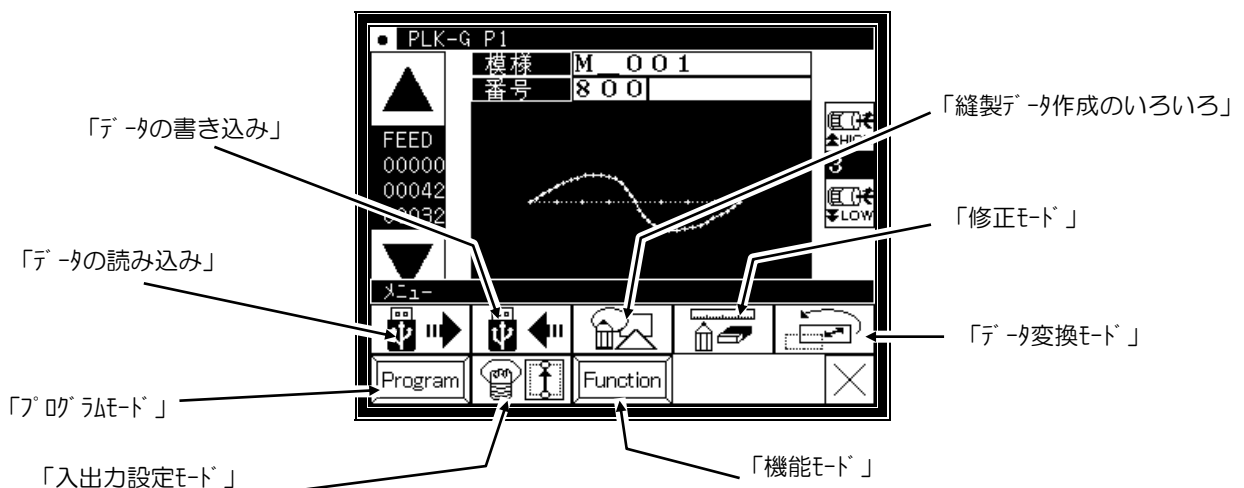 ● PLK-G P1
模様 M_001
番号 800
「ﾃﾞｰﾀの書き込み」
「縫製ﾃﾞｰﾀ作成のいろいろ」
FEED
00000
00042
00032
HIGH
3
LOW
「修正ﾓｰﾄﾞ」
「ﾃﾞｰﾀの読み込み」
ﾒﾆｭｰ
「ﾃﾞｰﾀ変換ﾓｰﾄﾞ」
Program
Function
「ﾌﾟﾛｸﾞﾗﾑﾓｰﾄﾞ」
「入出力設定ﾓｰﾄﾞ」
「機能ﾓｰﾄﾞ」